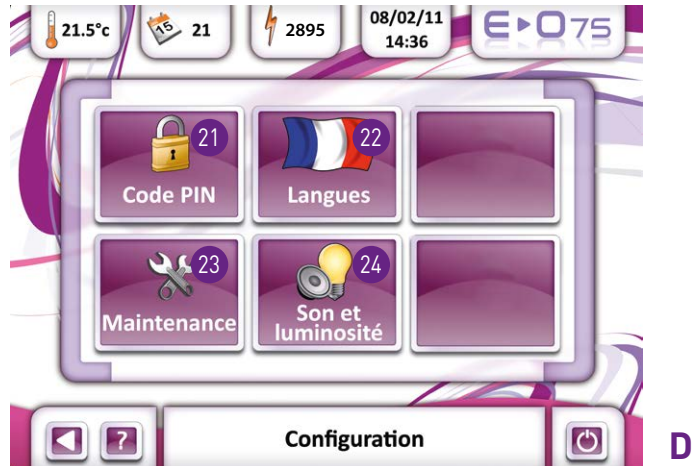 21.5°c
15
21
2895
08/02/11
14:36
E▸O75
21
Code PIN
22
Langues
23
Maintenance
24
Son et
luminosité
?
Configuration
D